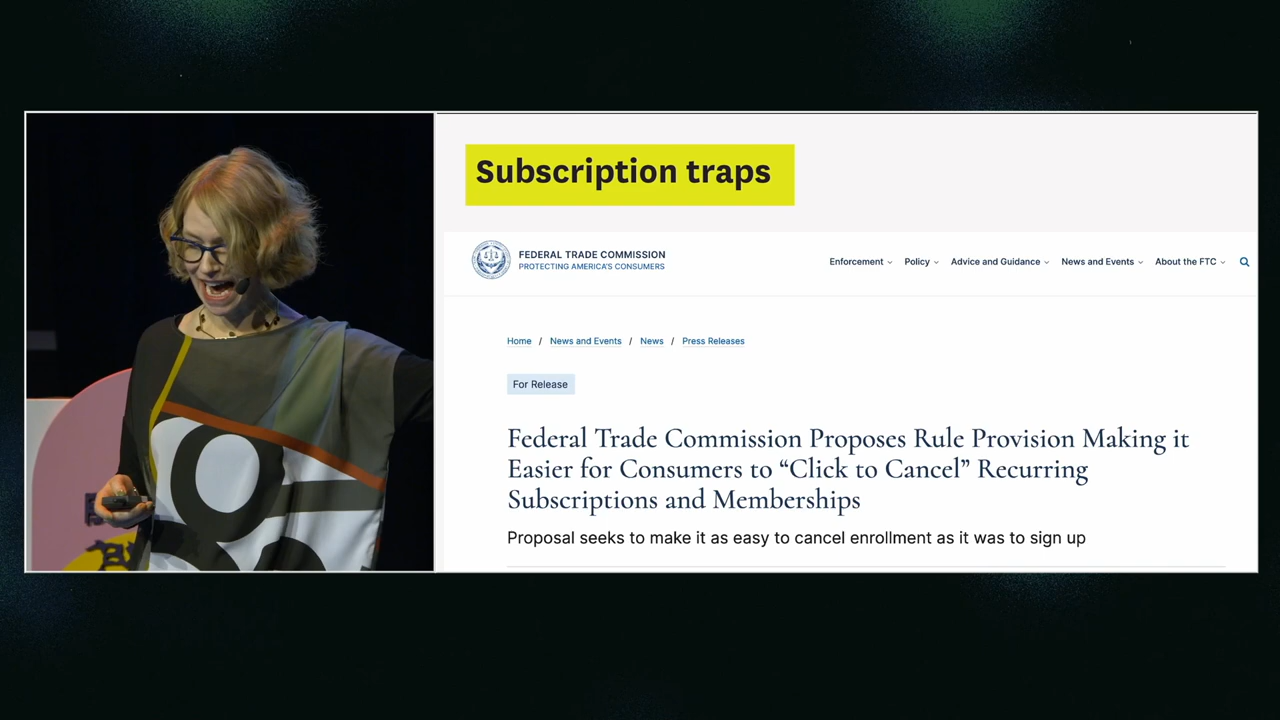 Subscription traps
FEDERAL TRADE COMMISSION
PROTECTING AMERICA'S CONSUMERS
Enforcement Policy Advice and Guidance News and Events About the FTC
Home / News and Events / News / Press Releases
For Release
Federal Trade Commission Proposes Rule Provision Making it
Easier for Consumers to “Click to Cancel” Recurring
Subscriptions and Memberships
Proposal seeks to make it as easy to cancel enrollment as it was to sign up